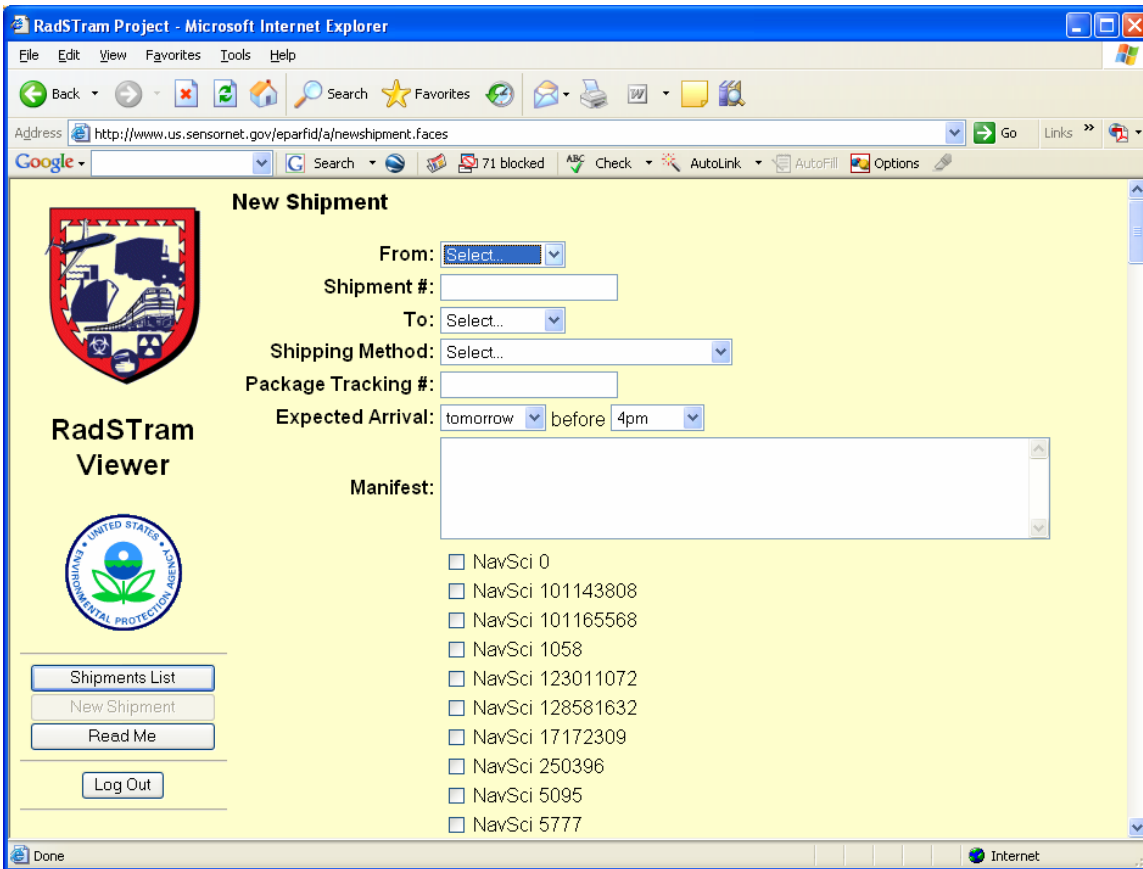 RadSTram Project - Microsoft Internet Explorer
File Edit View Favorites Tools Help
Back Search Favorites W
Address http://www.us.sensornet.gov/eparfid/a/newshipment.faces Go Links »
Google G Search 71 blocked ABC Check AutoLink AutoFill Options
New Shipment
From: Select...
Shipment #:
To: Select...
Shipping Method: Select...
Package Tracking #:
Expected Arrival: tomorrow before 4pm
Manifest:
RadSTram
Viewer
UNITED STATES
ENVIRONMENTAL PROTECTION AGENCY
Shipments List
New Shipment
Read Me
Log Out
NavSci 0
NavSci 101143808
NavSci 101165568
NavSci 1058
NavSci 123011072
NavSci 128581632
NavSci 17172309
NavSci 250396
NavSci 5095
NavSci 5777
Done Internet